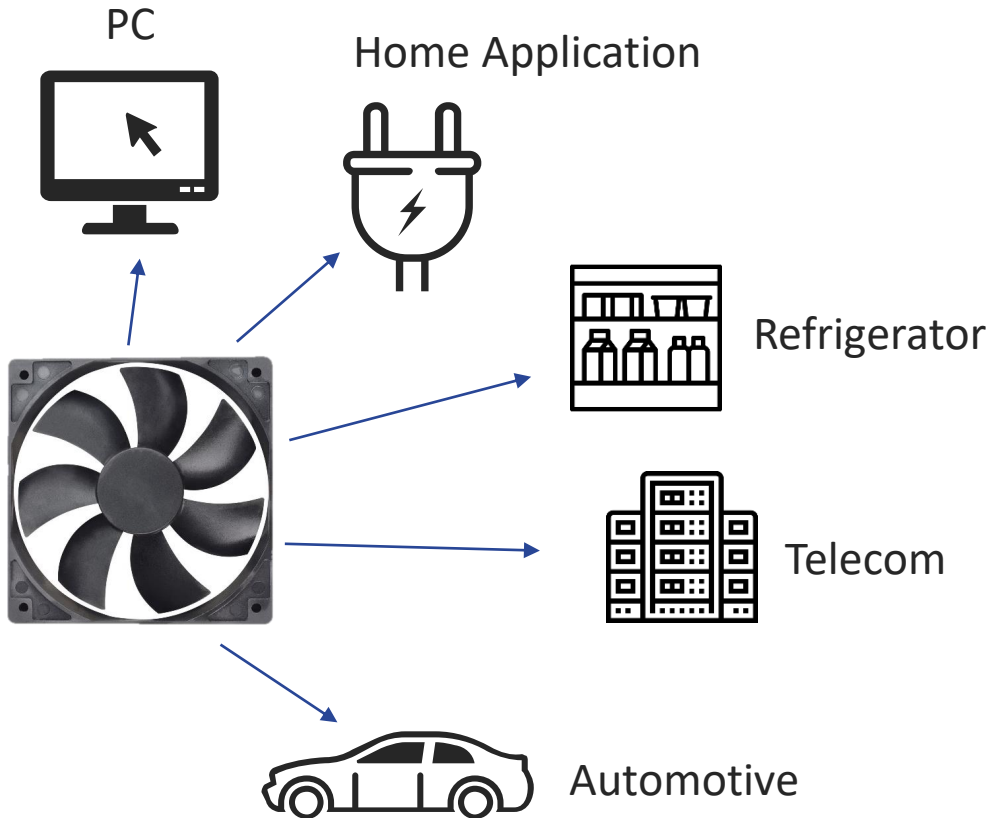 PC
Home Application
Refrigerator
Telecom
Automotive